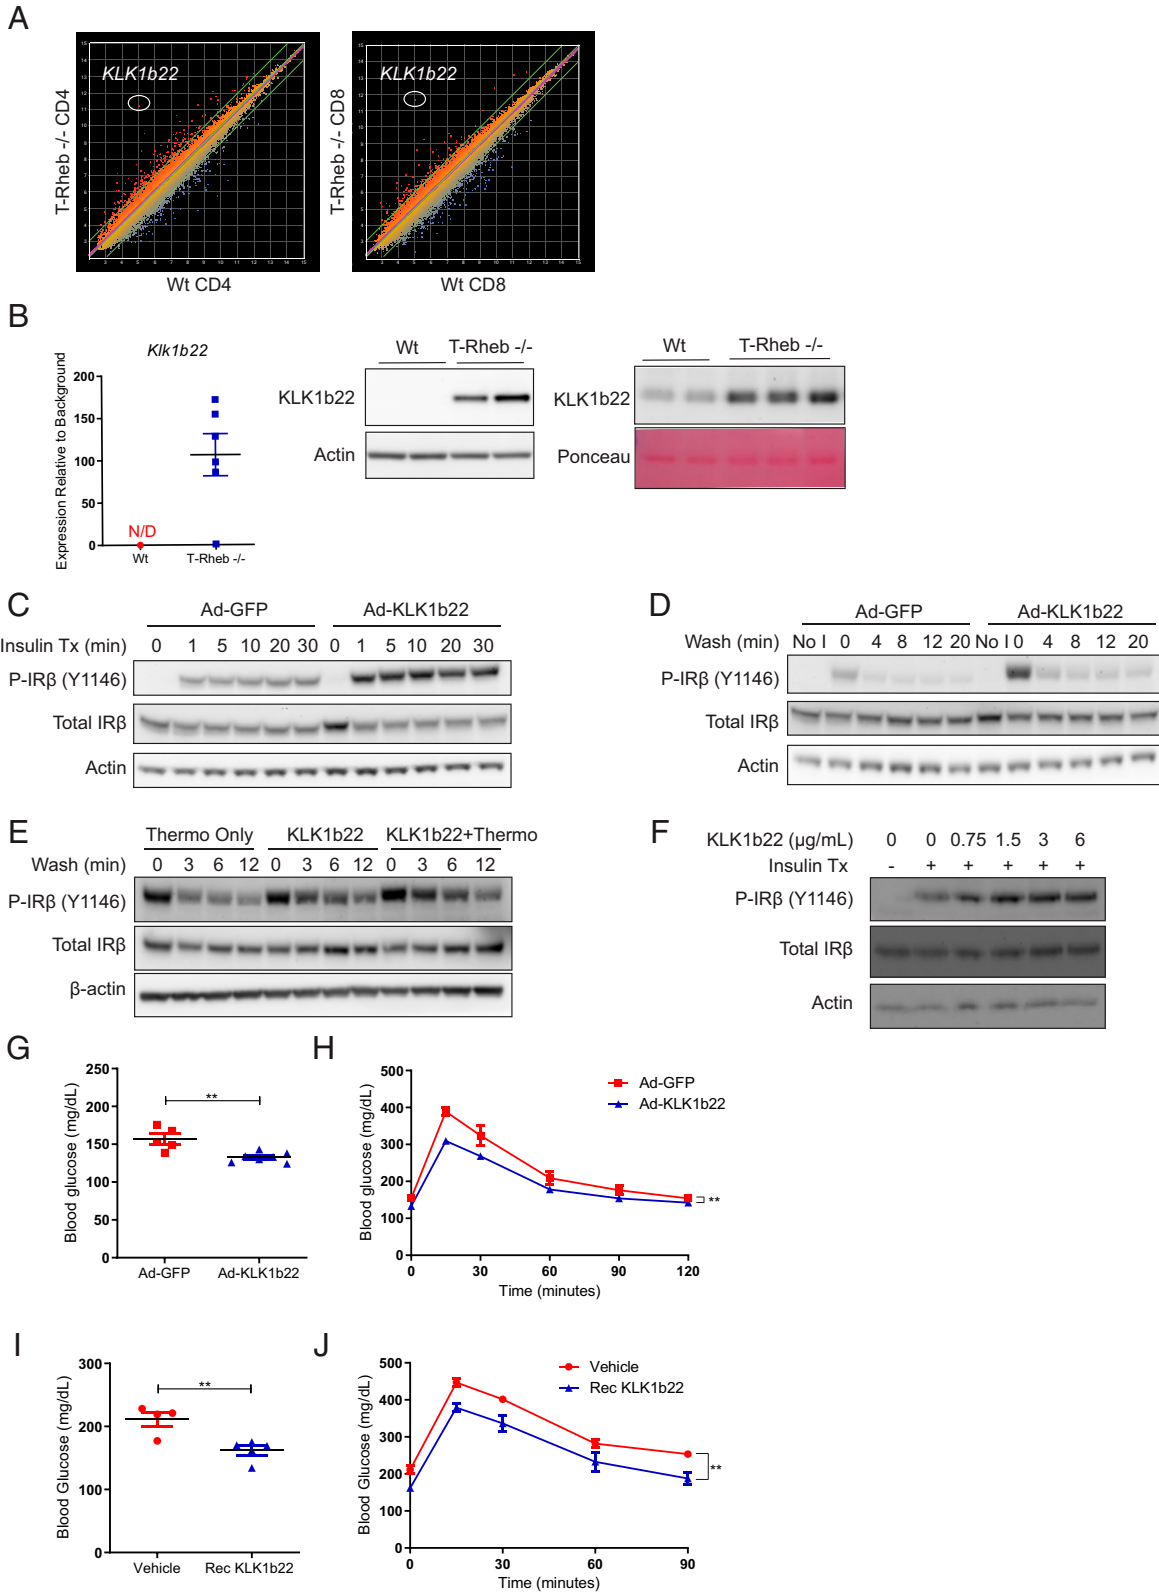 A
KLK1b22
T-Rheb -/- CD4
Wt CD4
KLK1b22
T-Rheb -/- CD8
Wt CD8
B
Klk1b22
Expression Relative to Background
200
150
100
50
0
N/D
Wt
T-Rheb -/-
Wt
T-Rheb -/-
KLK1b22
Actin
Wt
T-Rheb -/-
KLK1b22
Ponceau
C
Ad-GFP
Ad-KLK1b22
Insulin Tx (min)
0 1 5 10 20 30 0 1 5 10 20 30
P-IRβ (Y1146)
Total IRβ
Actin
D
Ad-GFP
Ad-KLK1b22
Wash (min)
No I 0 4 8 12 20 No I 0 4 8 12 20
P-IRβ (Y1146)
Total IRβ
Actin
E
Thermo Only
KLK1b22
KLK1b22+Thermo
Wash (min)
0 3 6 12 0 3 6 12 0 3 6 12
P-IRβ (Y1146)
Total IRβ
β-actin
F
KLK1b22 (µg/mL) 0 0 0.75 1.5 3 6
Insulin Tx - + + + + +
P-IRβ (Y1146)
Total IRβ
Actin
G
Blood glucose (mg/dL)
250
200
150
100
50
0
**
Ad-GFP
Ad-KLK1b22
H
Blood glucose (mg/dL)
500
400
300
200
100
0
Ad-GFP
Ad-KLK1b22
**
0 30 60 90 120
Time (minutes)
I
Blood Glucose (mg/dL)
300
200
100
0
**
Vehicle
Rec KLK1b22
J
Blood Glucose (mg/dL)
500
400
300
200
100
0
Vehicle
Rec KLK1b22
**
0 30 60 90
Time (minutes)